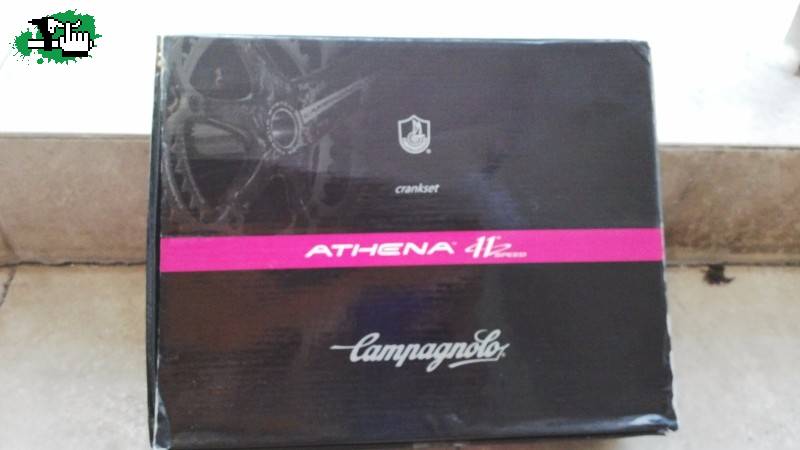 crankset
ATHENA 11 SPEED
Campagnolo